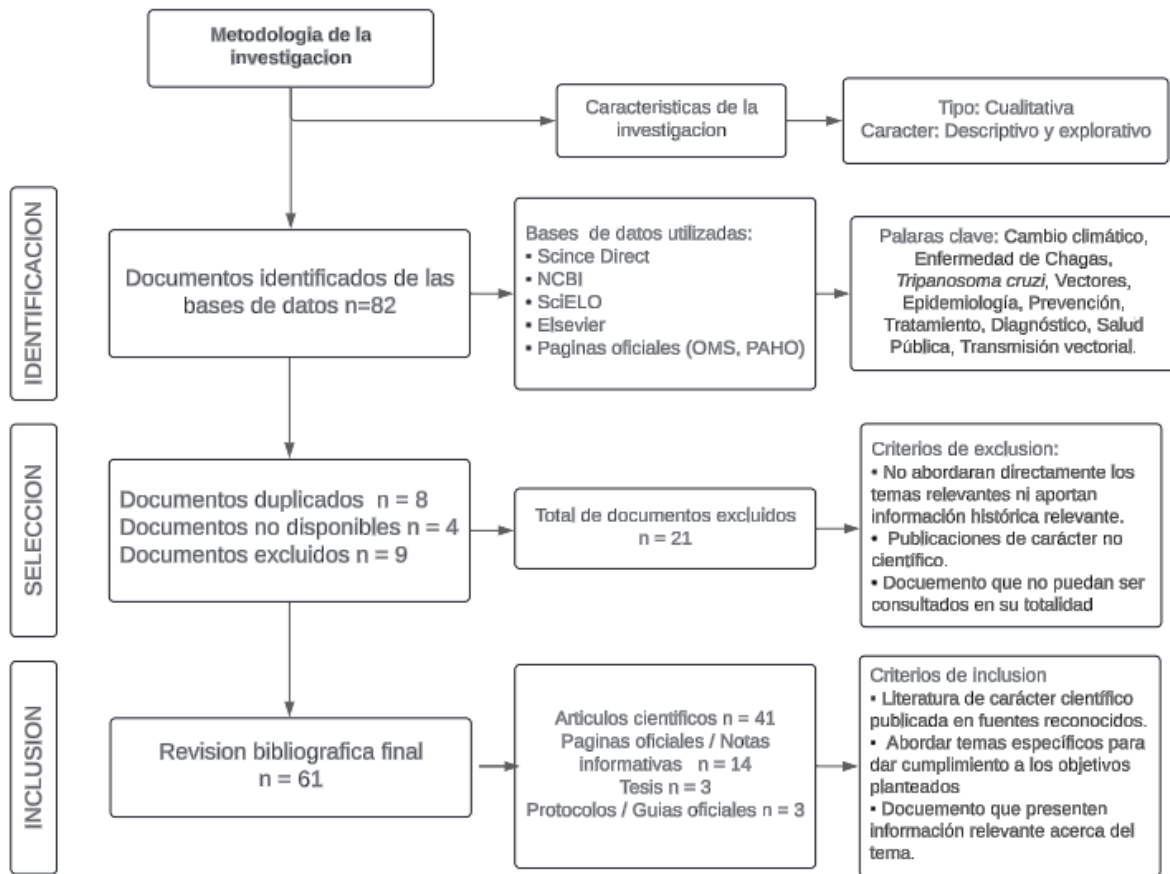 Metodologia de la
investigacion
Caracteristicas de la
investigacion
Tipo: Cualitativa
Caracter: Descriptivo y explorativo
IDENTIFICACION
Documentos identificados de las
bases de datos n=82
Bases de datos utilizadas:
▪ Scince Direct
▪ NCBI
▪ SciELO
▪ Elsevier
▪ Paginas oficiales (OMS, PAHO)
Palaras clave: Cambio climático,
Enfermedad de Chagas,
Tripanosoma cruzi, Vectores,
Epidemiología, Prevención,
Tratamiento, Diagnóstico, Salud
Pública, Transmisión vectorial.
SELECCION
Documentos duplicados n = 8
Documentos no disponibles n = 4
Documentos excluidos n = 9
Total de documentos excluidos
n = 21
Criterios de exclusion:
▪ No abordaran directamente los
temas relevantes ni aportan
información histórica relevante.
▪ Publicaciones de carácter no
científico.
▪ Docuemento que no puedan ser
consultados en su totalidad
INCLUSION
Revision bibliografica final
n = 61
Articulos cientificos n = 41
Paginas oficiales / Notas
informativas n = 14
Tesis n = 3
Protocolos / Guias oficiales n = 3
Criterios de inclusion
▪ Literatura de carácter científico
publicada en fuentes reconocidos.
▪ Abordar temas específicos para
dar cumplimiento a los objetivos
planteados
▪ Docuemento que presenten
información relevante acerca del
tema.